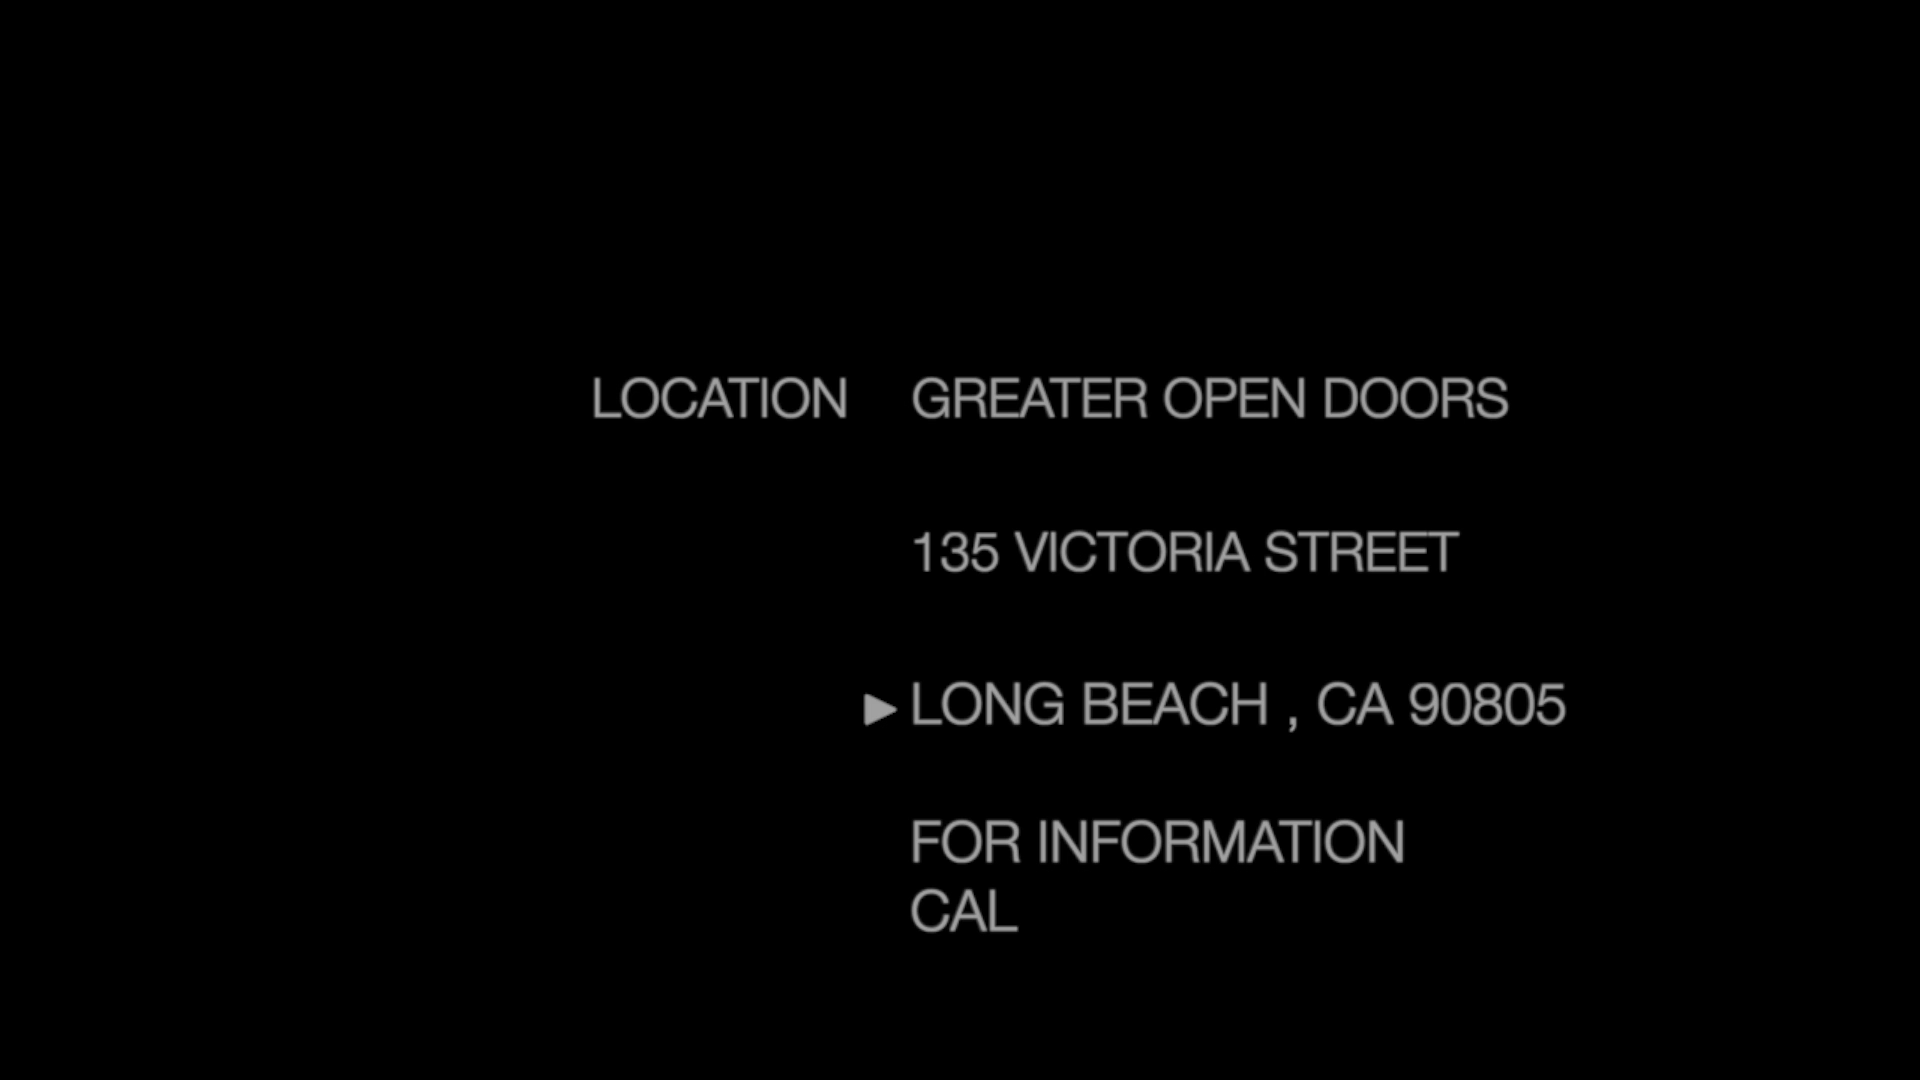 LOCATION GREATER OPEN DOORS
135 VICTORIA STREET
LONG BEACH , CA 90805
FOR INFORMATION
CAL